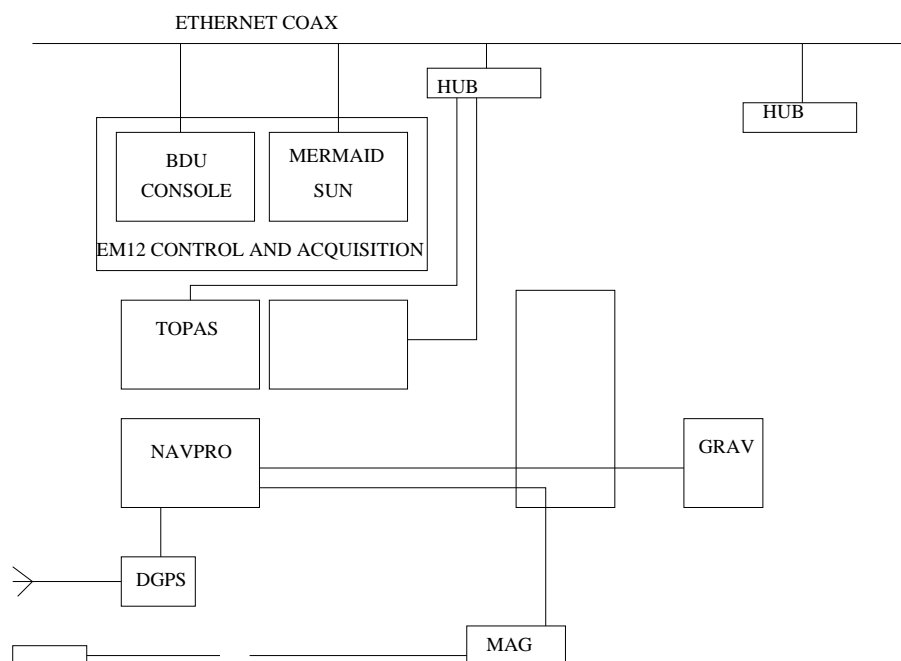 ETHERNET COAX
HUB
HUB
BDU
CONSOLE
MERMAID
SUN
EM12 CONTROL AND ACQUISITION
TOPAS
NAVPRO
GRAV
DGPS
MAG